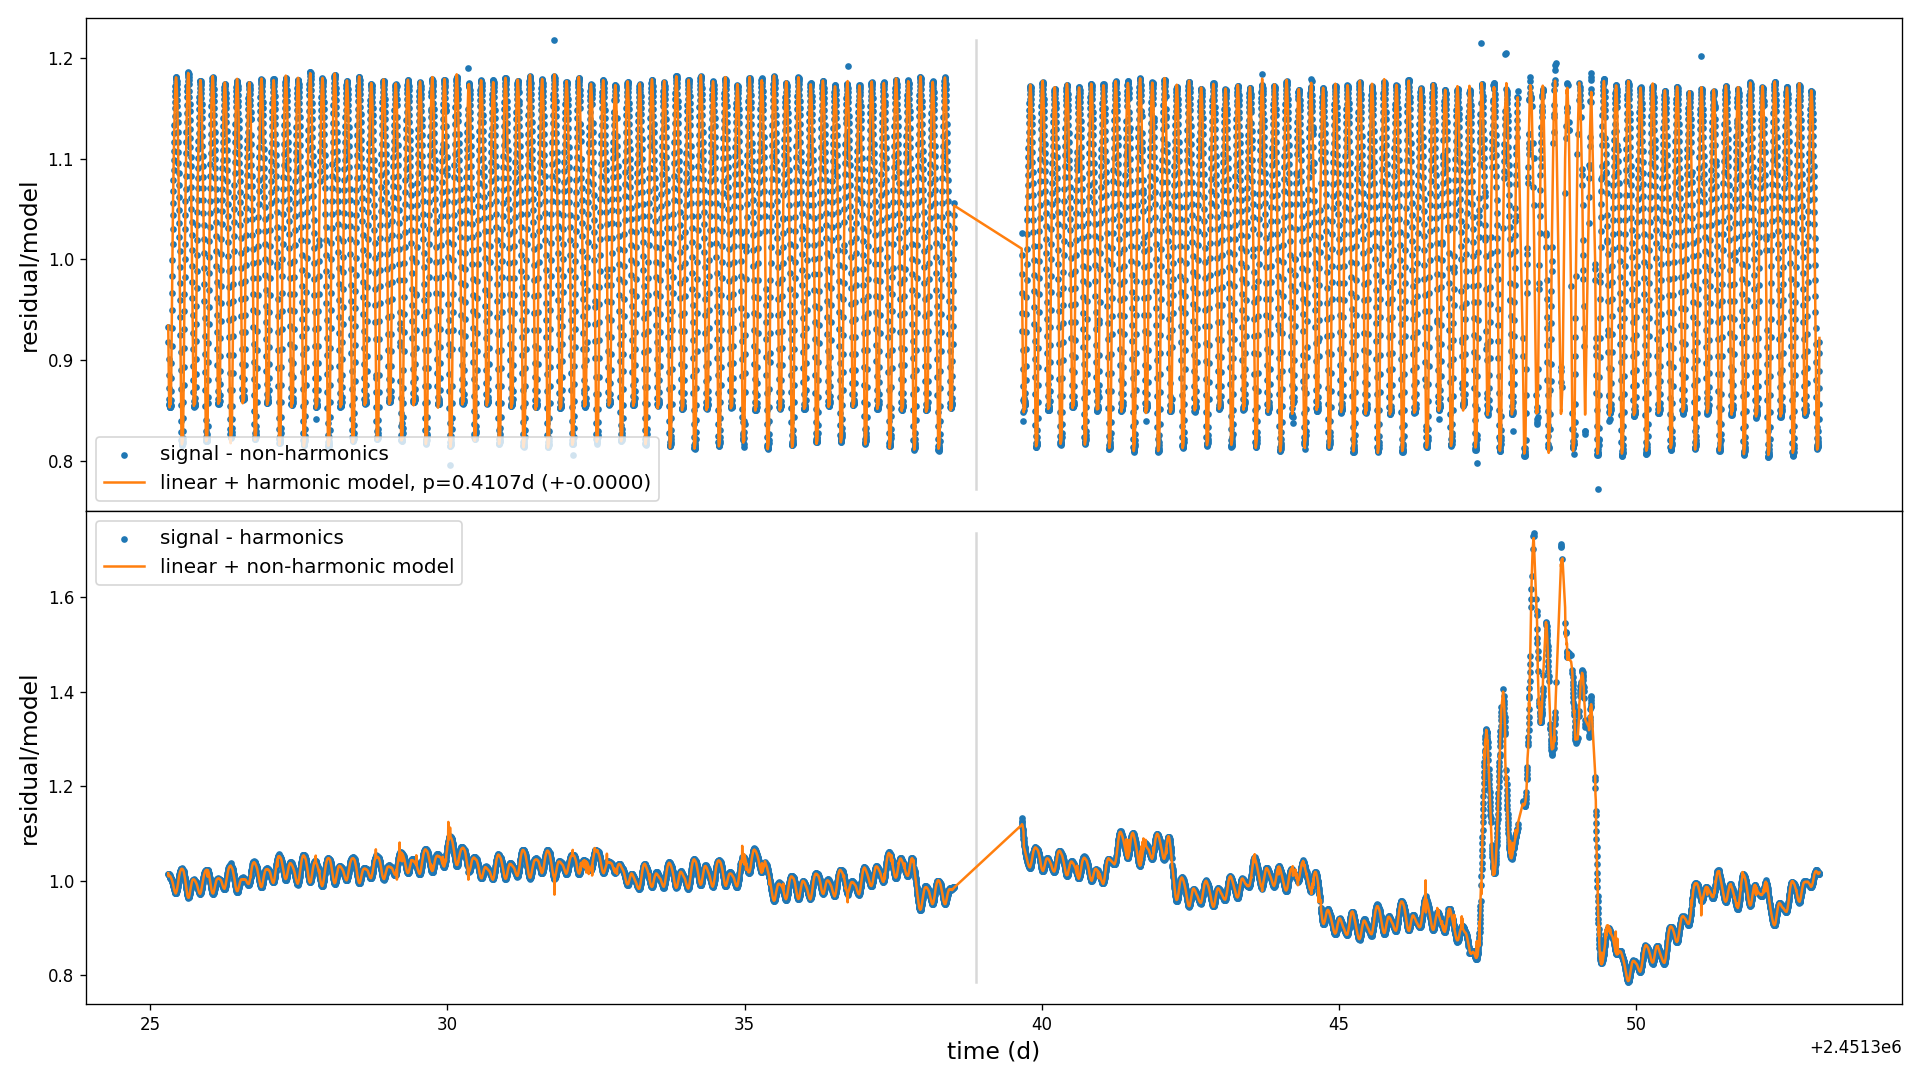 1.2
1.1
1.0
0.9
0.8
residual/model
signal - non-harmonics
linear + harmonic model, p=0.4107d (+-0.0000)
signal - harmonics
linear + non-harmonic model
1.6
1.4
1.2
1.0
0.8
residual/model
25
30
35
40
45
50
time (d)
+2.4513e6